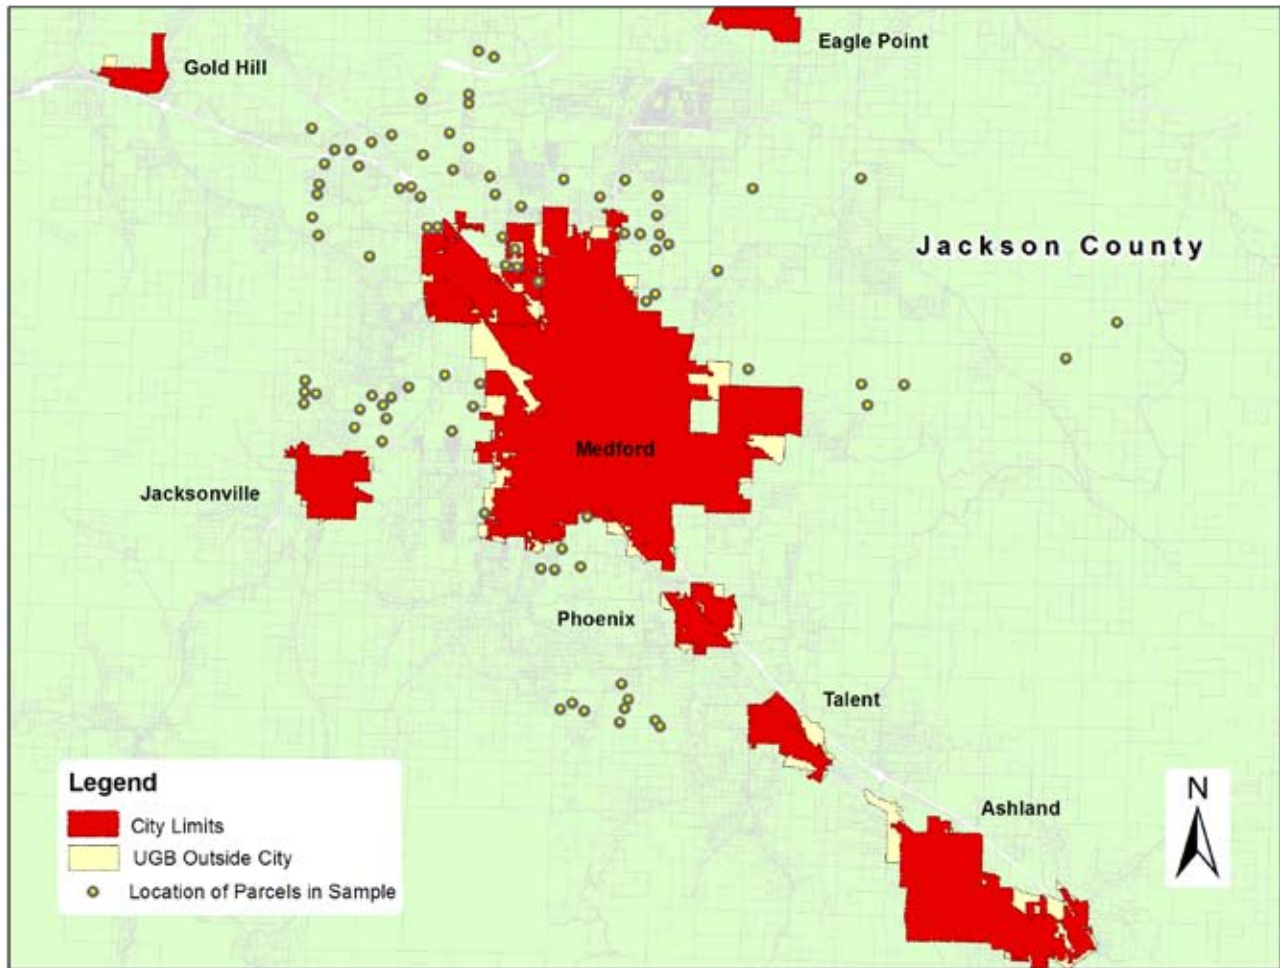 Eagle Point
Gold Hill
Jackson County
Medford
Jacksonville
Phoenix
Talent
Legend
City Limits
UGB Outside City
Location of Parcels in Sample
Ashland
N